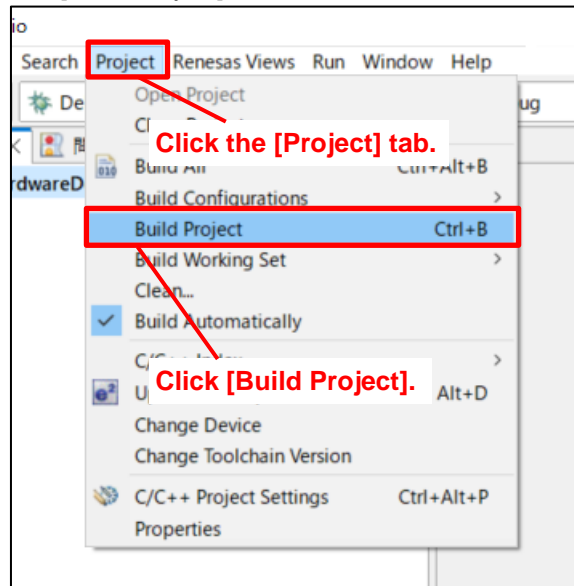 io
Search Project Renesas Views Run Window Help
De
ug
Open Project
Click the [Project] tab.
Build All Ctrl+Alt+B
rdwareD
Build Configurations >
Build Project Ctrl+B
Build Working Set >
Clean...
Build Automatically
C/C++ Index >
Click [Build Project].
Alt+D
Change Device
Change Toolchain Version
C/C++ Project Settings Ctrl+Alt+P
Properties